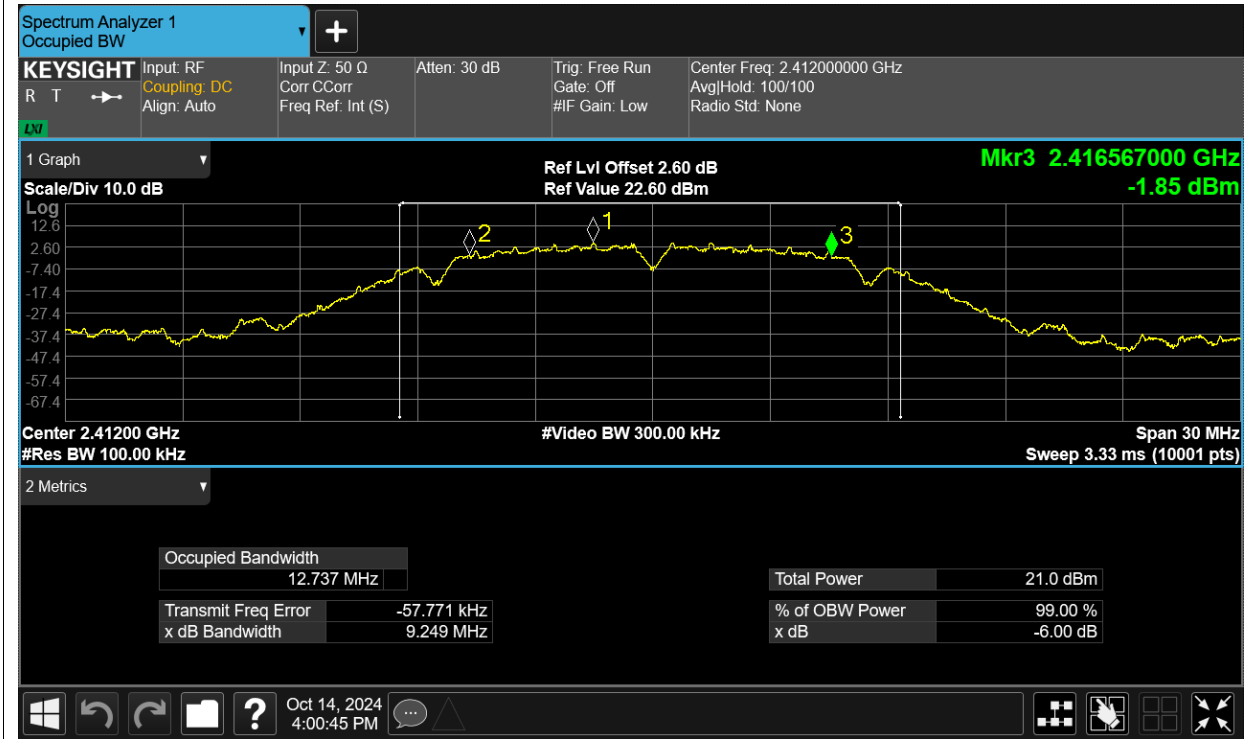 Spectrum Analyzer 1
Occupied BW
KEYSIGHT
R T
LXI
Input: RF
Coupling: DC
Align: Auto
Input Z: 50 Ω
Corr CCorr
Freq Ref: Int (S)
Atten: 30 dB
Trig: Free Run
Gate: Off
#IF Gain: Low
Center Freq: 2.412000000 GHz
Avg|Hold: 100/100
Radio Std: None
1 Graph
Scale/Div 10.0 dB
Ref Lvl Offset 2.60 dB
Ref Value 22.60 dBm
Mkr3 2.416567000 GHz
-1.85 dBm
Log
12.6
2.60
-7.40
-17.4
-27.4
-37.4
-47.4
-57.4
-67.4
2
1
3
Center 2.41200 GHz
#Res BW 100.00 kHz
#Video BW 300.00 kHz
Span 30 MHz
Sweep 3.33 ms (10001 pts)
2 Metrics
Occupied Bandwidth
12.737 MHz
Transmit Freq Error -57.771 kHz
x dB Bandwidth 9.249 MHz
Total Power 21.0 dBm
% of OBW Power 99.00 %
x dB -6.00 dB
?
Oct 14, 2024
4:00:45 PM